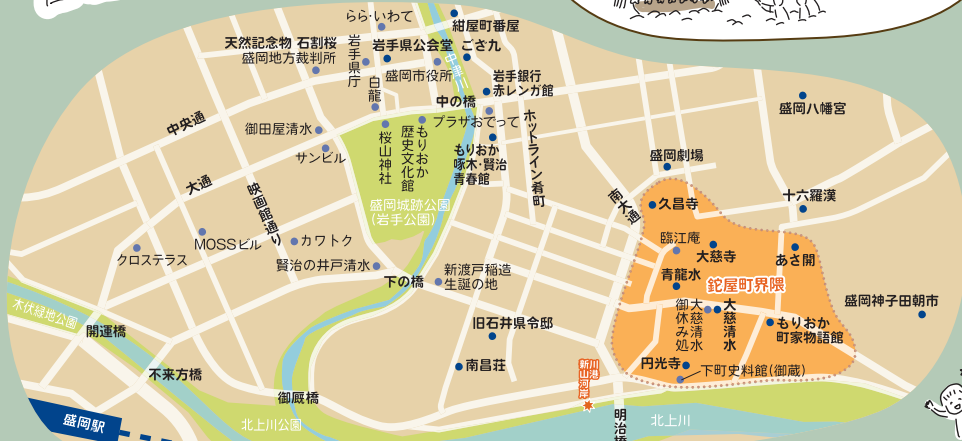 らら・いわて
紺屋町番屋
天然記念物 石割桜
盛岡地方裁判所
岩手県庁
岩手県公会堂
ござ九
盛岡市役所
中津川
白龍
岩手銀行
赤レンガ館
中の橋
プラザおでって
盛岡八幡宮
中央通
御田屋清水
サンビル
桜山神社
もりおか
歴史文化館
もりおか
啄木・賢治
青春館
ホットライン肴町
盛岡劇場
大通
映画館通り
盛岡城跡公園
(岩手公園)
南大通
久昌寺
十六羅漢
MOSSビル
カワトク
クロステラス
賢治の井戸清水
下の橋
新渡戸稲造
生誕の地
臨江庵
大慈寺
あさ開
青龍水
鉈屋町界隈
木伏緑地公園
開運橋
大慈清水
御休み処
大慈清水
盛岡神子田朝市
旧石井県令邸
もりおか
町家物語館
不来方橋
南昌荘
円光寺
下町史料館(御蔵)
新山河岸
川港
御厩橋
盛岡駅
北上川公園
明治橋
北上川